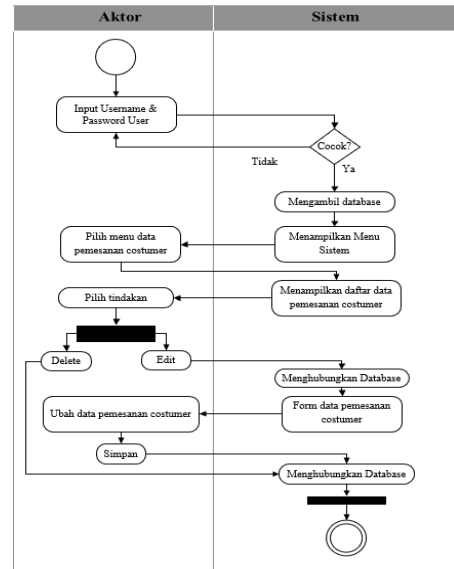 Aktor
Sistem
Input Username &
Password User
Cocok?
Tidak
Ya
Mengambil database
Menampilkan Menu
Sistem
Pilih menu data
pemesanan costumer
Menampilkan daftar data
pemesanan costumer
Pilih tindakan
Delete
Edit
Menghubungkan Database
Form data pemesanan
costumer
Ubah data pemesanan costumer
Simpan
Menghubungkan Database